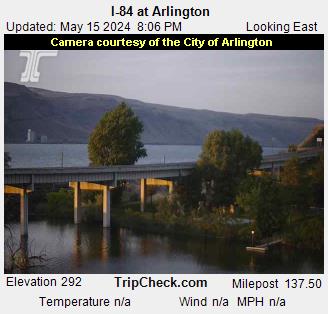 I-84 at Arlington
Updated: May 15 2024 8:06 PM Looking East
Camera courtesy of the City of Arlington
Elevation 292 TripCheck.com Milepost 137.50
Temperature n/a Wind n/a MPH n/a